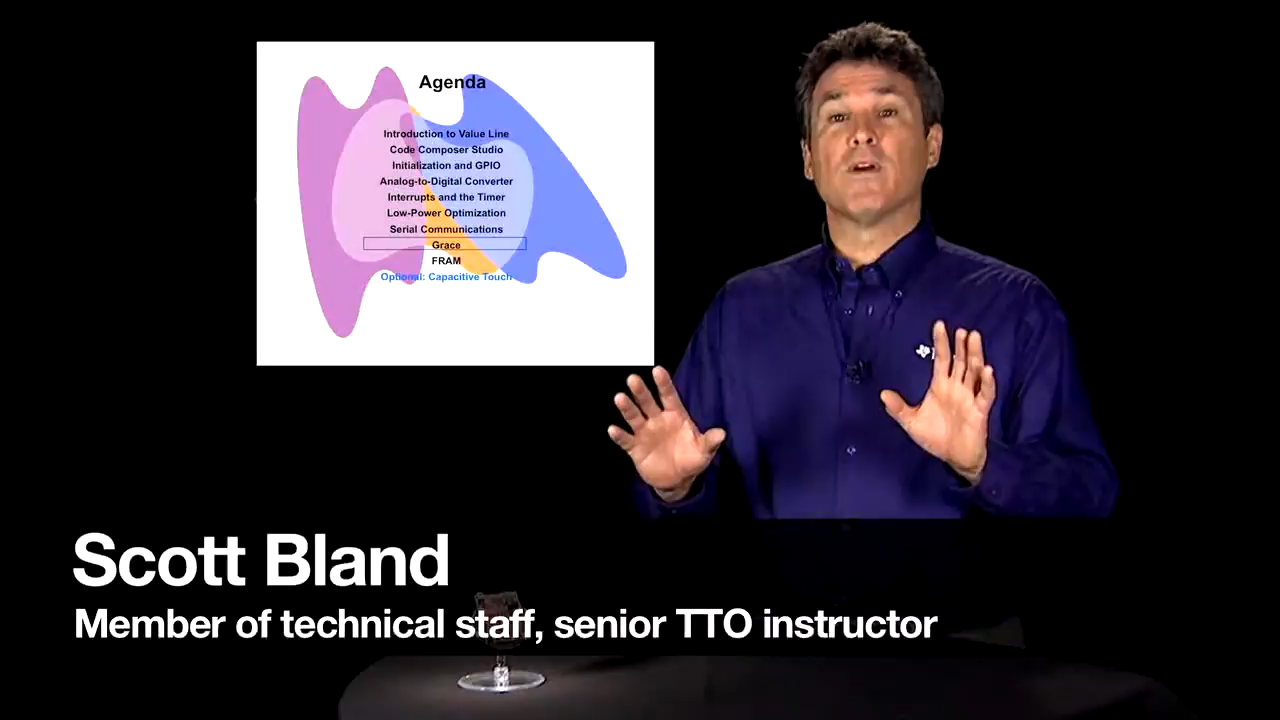 Agenda
Introduction to Value Line
Code Composer Studio
Initialization and GPIO
Analog-to-Digital Converter
Interrupts and the Timer
Low-Power Optimization
Serial Communications
Grace
FRAM
Optional: Capacitive Touch
Scott Bland
Member of technical staff, senior TTO instructor